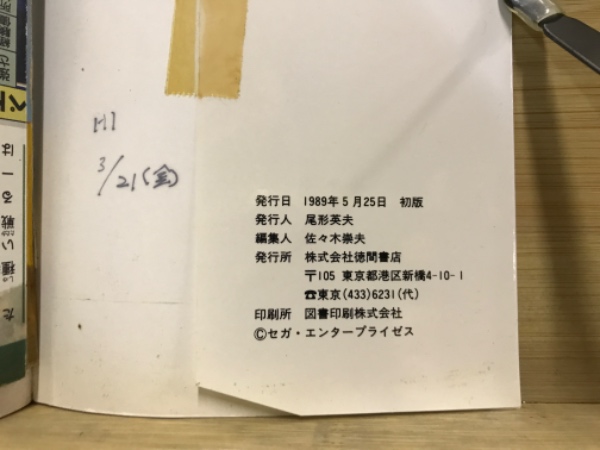 H1
3/21(金)
発行日 1989年5月25日 初版
発行人 尾形英夫
編集人 佐々木崇夫
発行所 株式会社徳間書店
〒105 東京都港区新橋4-10-1
☎東京(433)6231(代)
印刷所 図書印刷株式会社
©セガ・エンタープライゼス